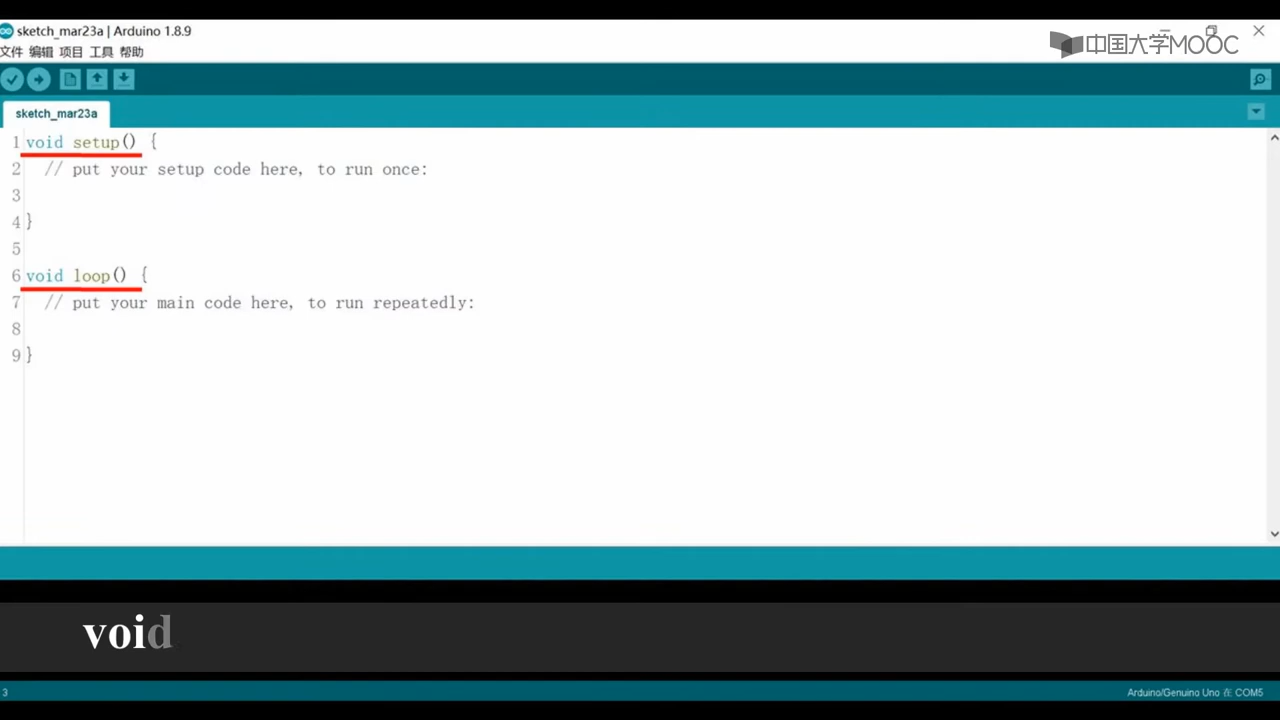 sketch_mar23a | Arduino 1.8.9
文件 编辑 项目 工具 帮助
中国大学MOOC
sketch_mar23a
1 void setup() {
2 // put your setup code here, to run once:
3
4 }
5
6 void loop() {
7 // put your main code here, to run repeatedly:
8
9 }
void
3
Arduino/Genuino Uno 在 COM5